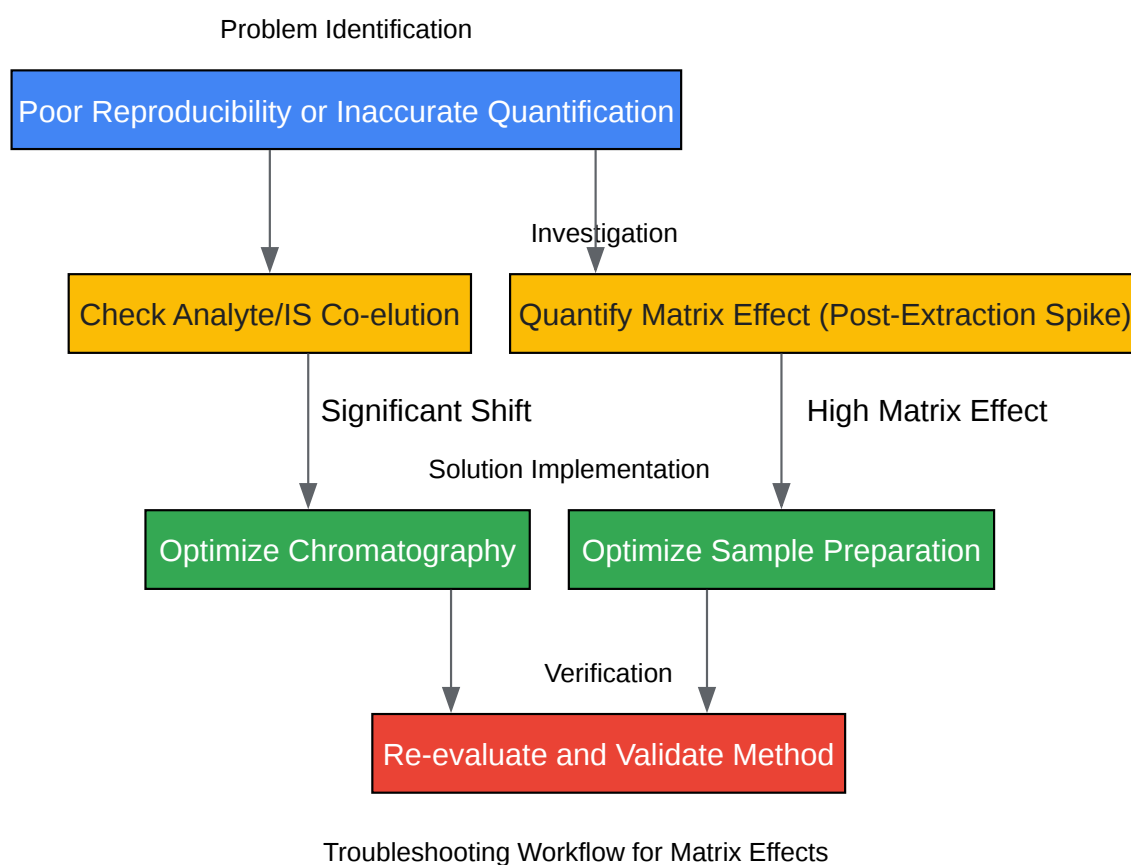 Problem Identification
Poor Reproducibility or Inaccurate Quantification
Investigation
Check Analyte/IS Co-elution
Quantify Matrix Effect (Post-Extraction Spike)
Significant Shift
High Matrix Effect
Solution Implementation
Optimize Chromatography
Optimize Sample Preparation
Verification
Re-evaluate and Validate Method
Troubleshooting Workflow for Matrix Effects